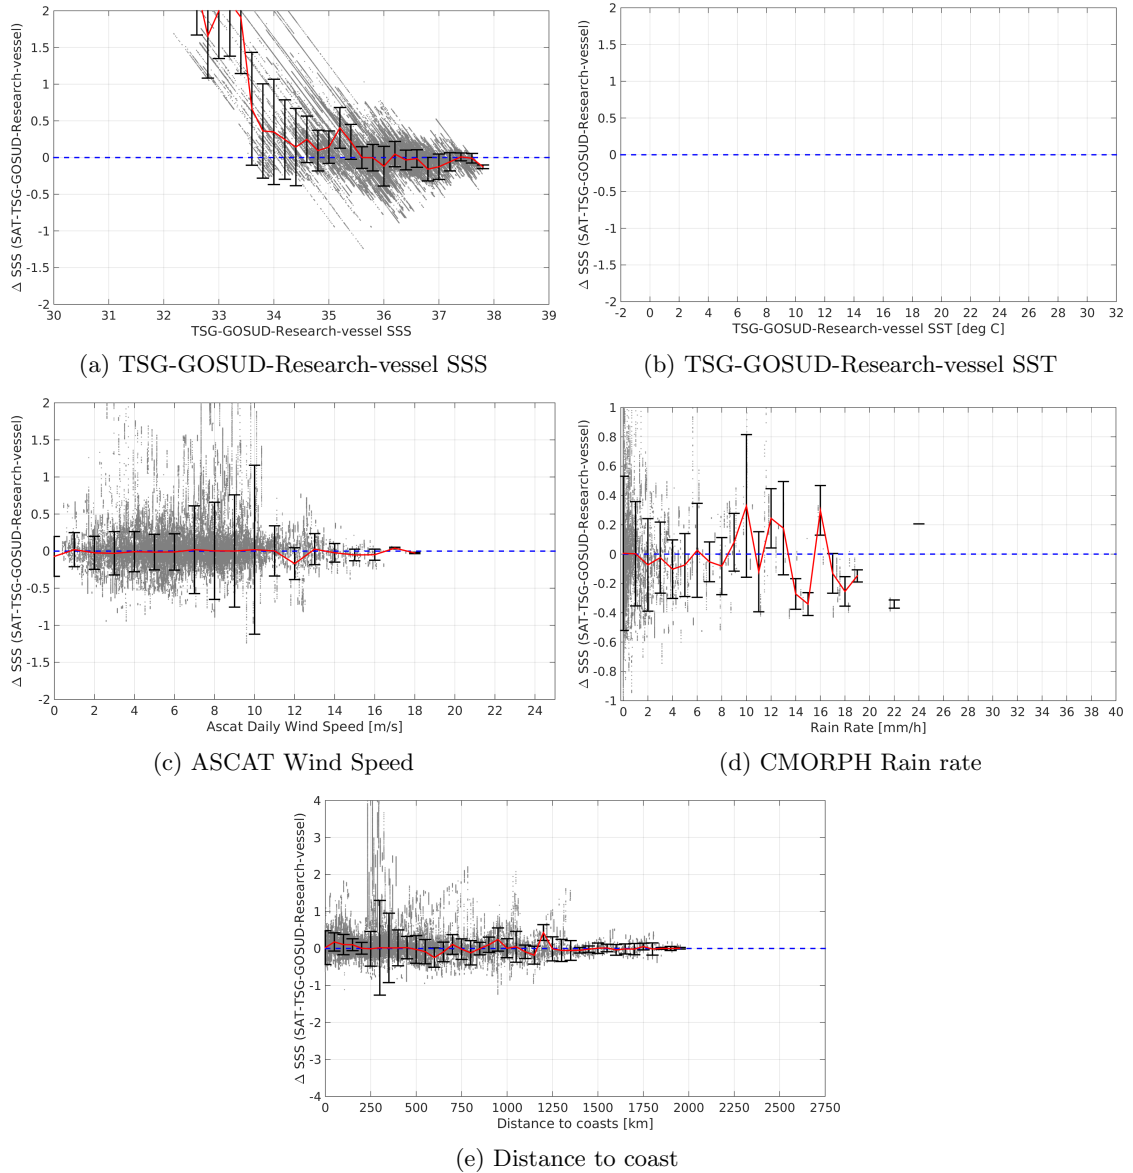 Δ SSS (SAT-TSG-GOSUD-Research-vessel)
2
1.5
1
0.5
0
-0.5
-1
-1.5
-2
30 31 32 33 34 35 36 37 38 39
TSG-GOSUD-Research-vessel SSS
(a) TSG-GOSUD-Research-vessel SSS
Δ SSS (SAT-TSG-GOSUD-Research-vessel)
2
1.5
1
0.5
0
-0.5
-1
-1.5
-2
-2 0 2 4 6 8 10 12 14 16 18 20 22 24 26 28 30 32
TSG-GOSUD-Research-vessel SST [deg C]
(b) TSG-GOSUD-Research-vessel SST
Δ SSS (SAT-TSG-GOSUD-Research-vessel)
2
1.5
1
0.5
0
-0.5
-1
-1.5
-2
0 2 4 6 8 10 12 14 16 18 20 22 24
Ascat Daily Wind Speed [m/s]
(c) ASCAT Wind Speed
Δ SSS (SAT-TSG-GOSUD-Research-vessel)
1
0.8
0.6
0.4
0.2
0
-0.2
-0.4
-0.6
-0.8
-1
0 2 4 6 8 10 12 14 16 18 20 22 24 26 28 30 32 34 36 38 40
Rain Rate [mm/h]
(d) CMORPH Rain rate
Δ SSS (SAT-TSG-GOSUD-Research-vessel)
4
3
2
1
0
-1
-2
-3
-4
0 250 500 750 1000 1250 1500 1750 2000 2250 2500 2750
Distance to coasts [km]
(e) Distance to coast